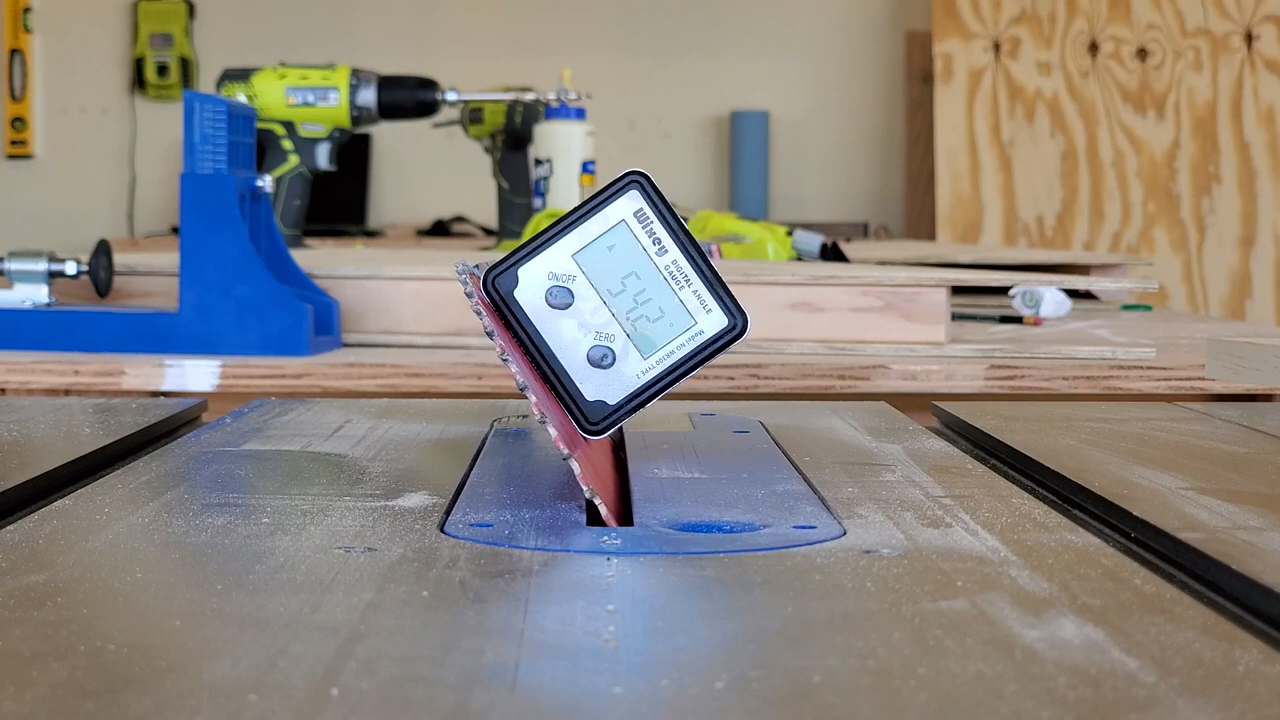 Wixey
DIGITAL ANGLE
GAUGE
54.2°
ON/OFF
ZERO
Model NO.WR300 TYPE 2